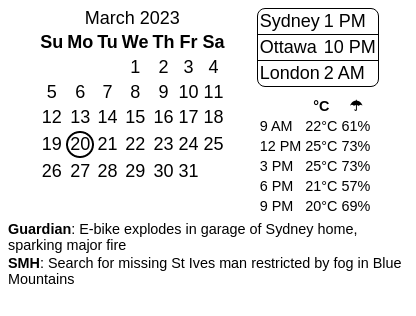 March 2023
Su Mo Tu We Th Fr Sa
1 2 3 4
5 6 7 8 9 10 11
12 13 14 15 16 17 18
19 20 21 22 23 24 25
26 27 28 29 30 31
Sydney 1 PM
Ottawa 10 PM
London 2 AM
°C ☂
9 AM 22°C 61%
12 PM 25°C 73%
3 PM 25°C 73%
6 PM 21°C 57%
9 PM 20°C 69%
Guardian: E-bike explodes in garage of Sydney home,
sparking major fire
SMH: Search for missing St Ives man restricted by fog in Blue
Mountains